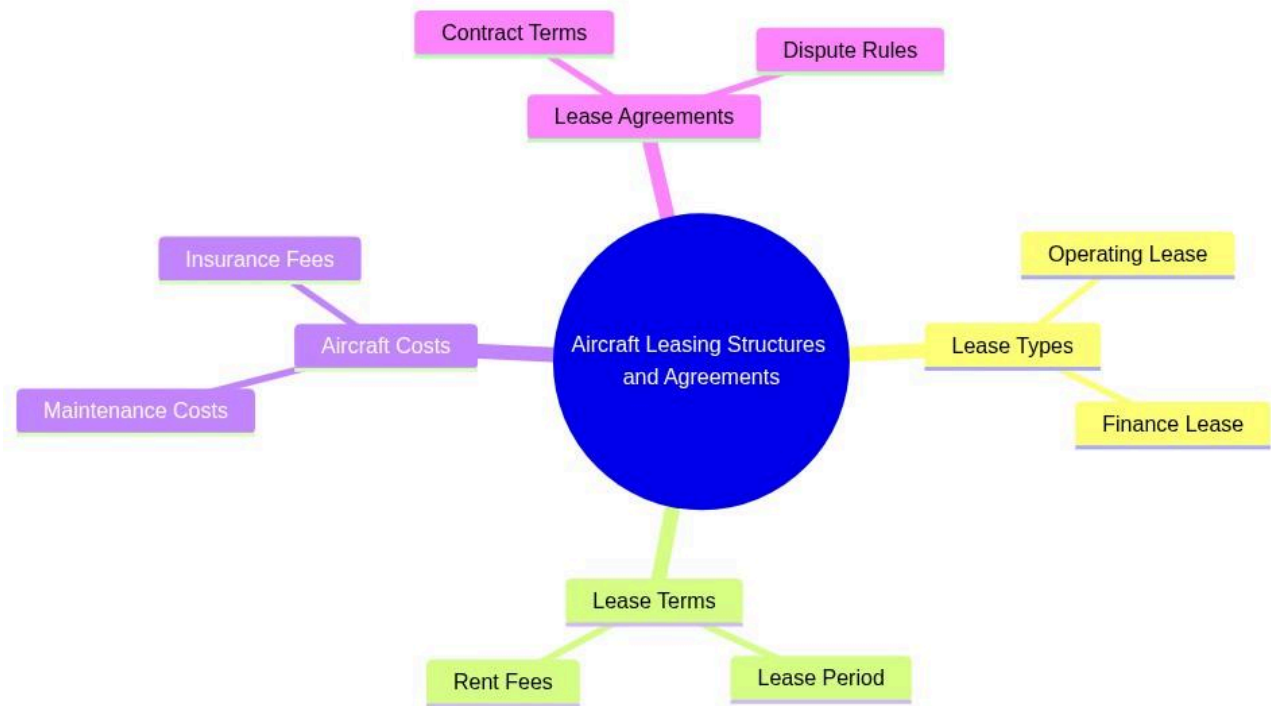 Contract Terms
Dispute Rules
Lease Agreements
Insurance Fees
Operating Lease
Aircraft Costs
Aircraft Leasing Structures
and Agreements
Lease Types
Maintenance Costs
Finance Lease
Lease Terms
Rent Fees
Lease Period